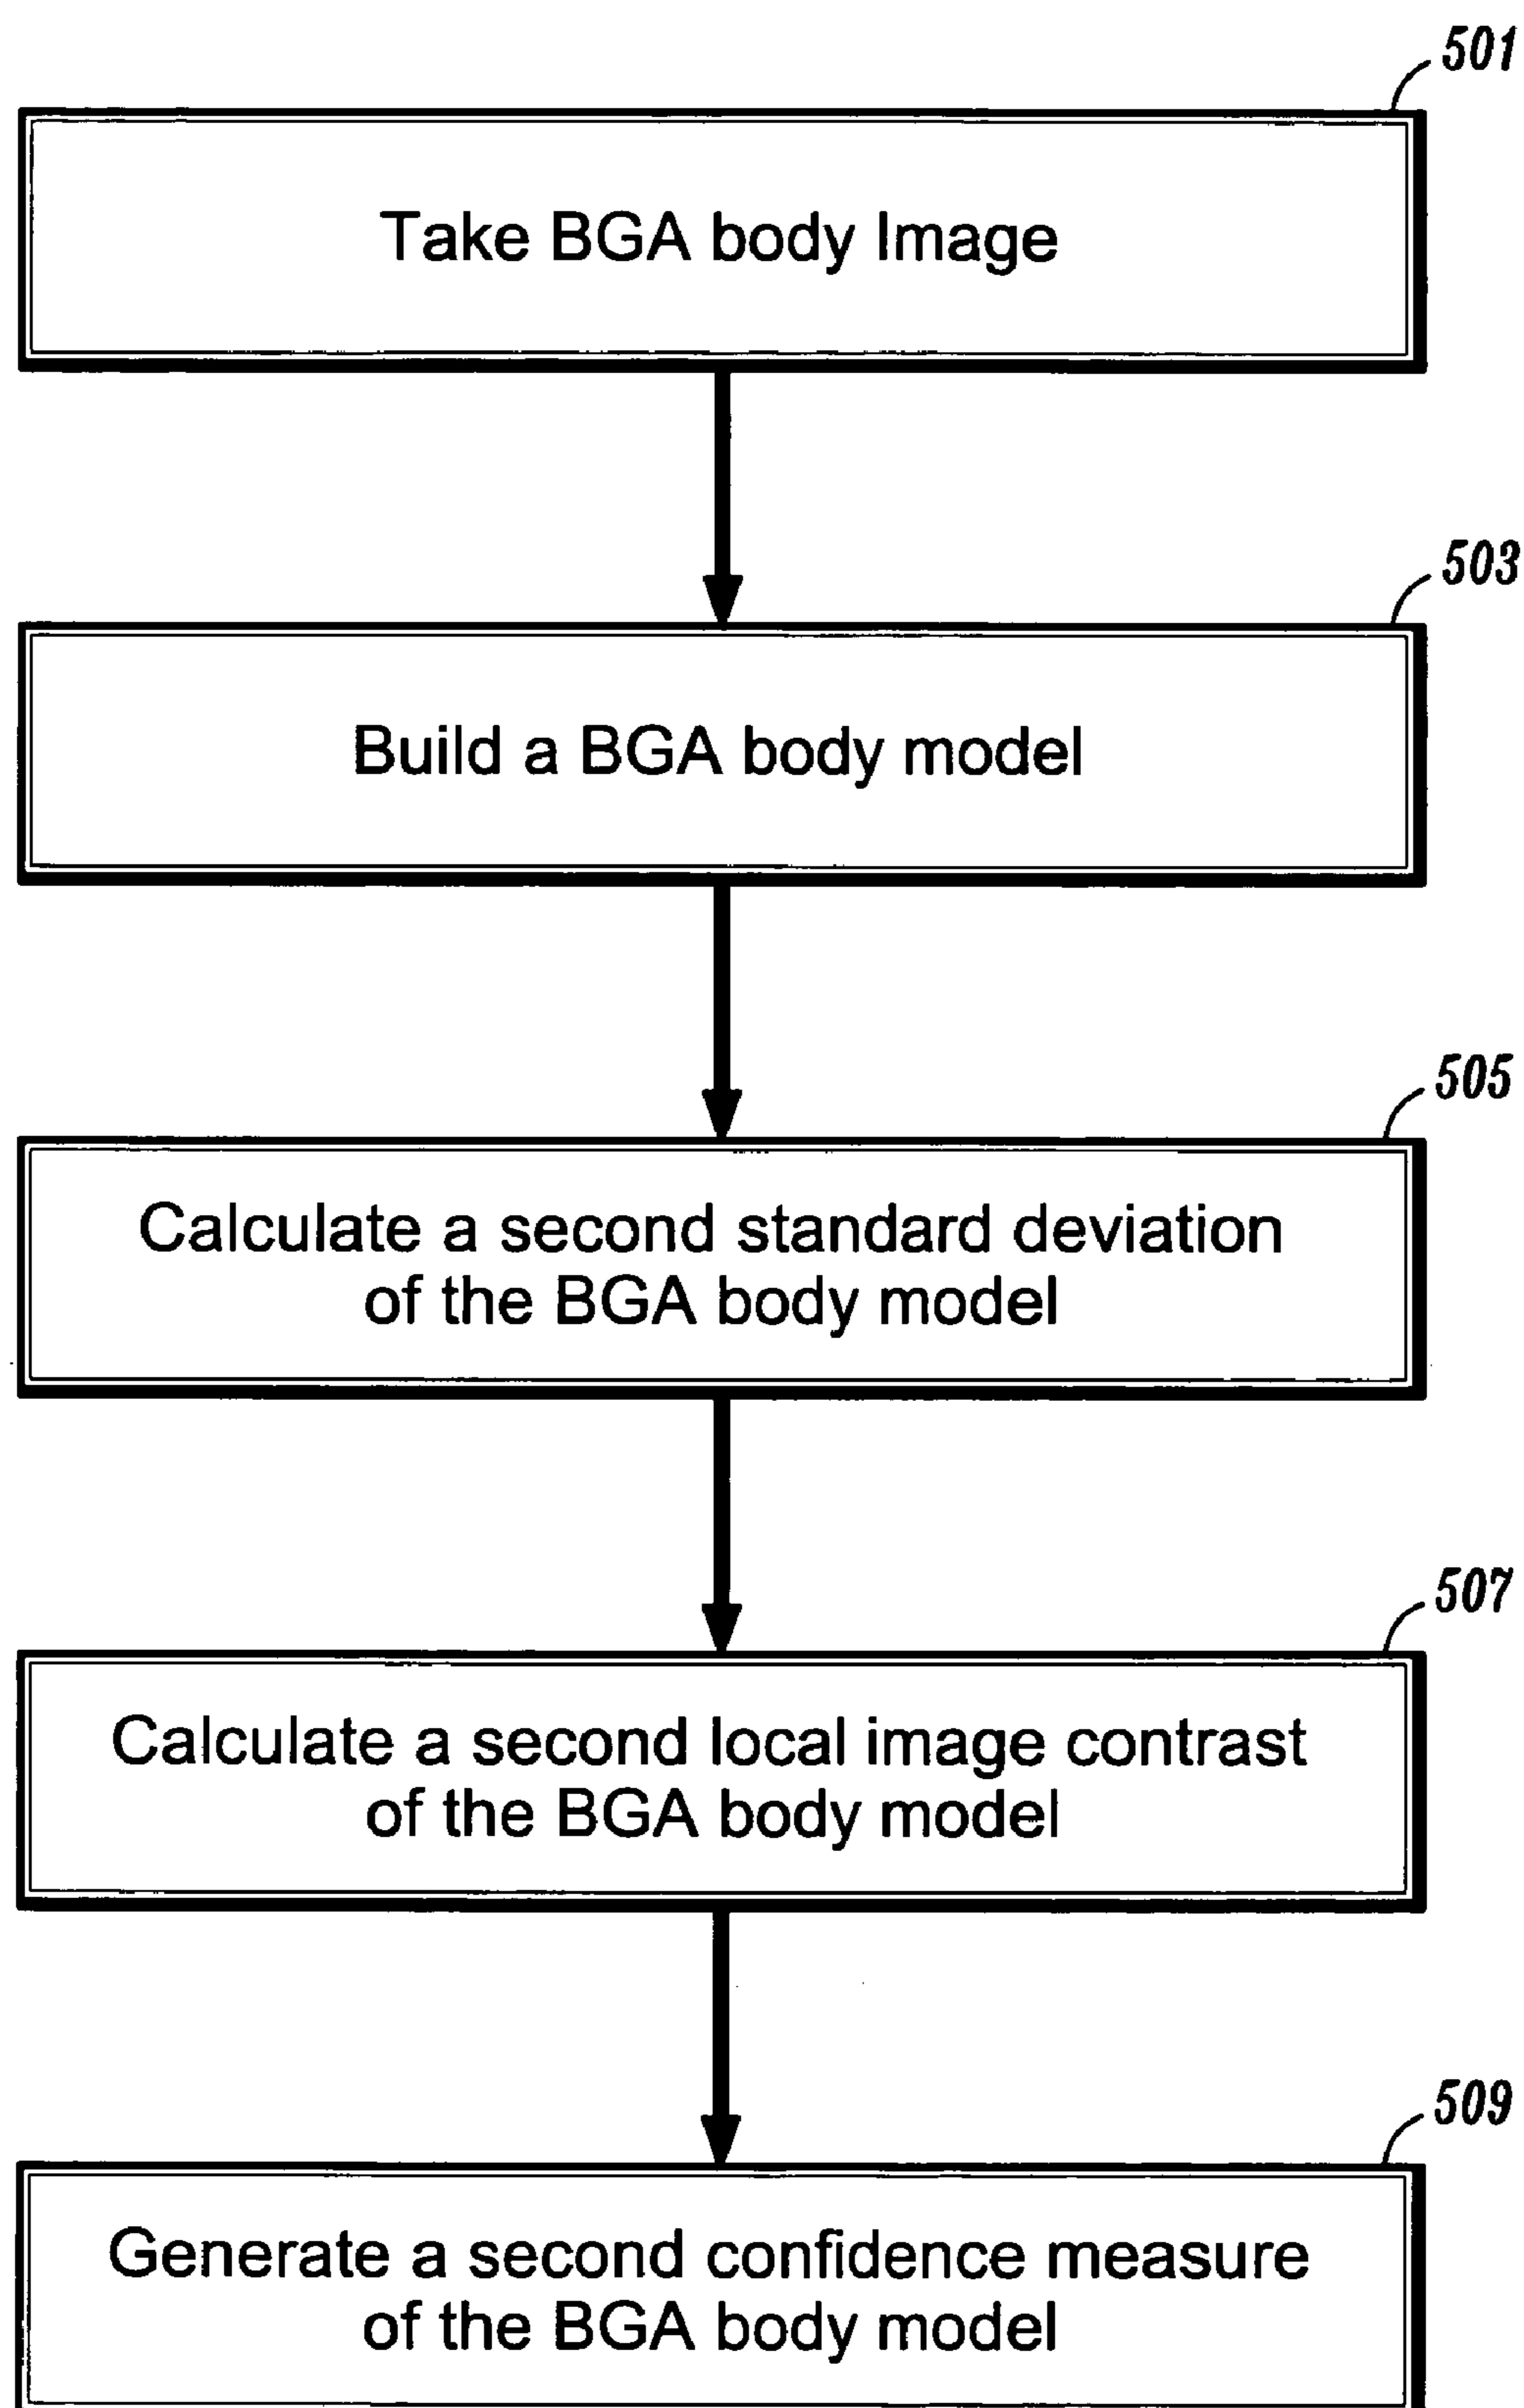 501
Take BGA body Image
503
Build a BGA body model
505
Calculate a second standard deviation
of the BGA body model
507
Calculate a second local image contrast
of the BGA body model
509
Generate a second confidence measure
of the BGA body model